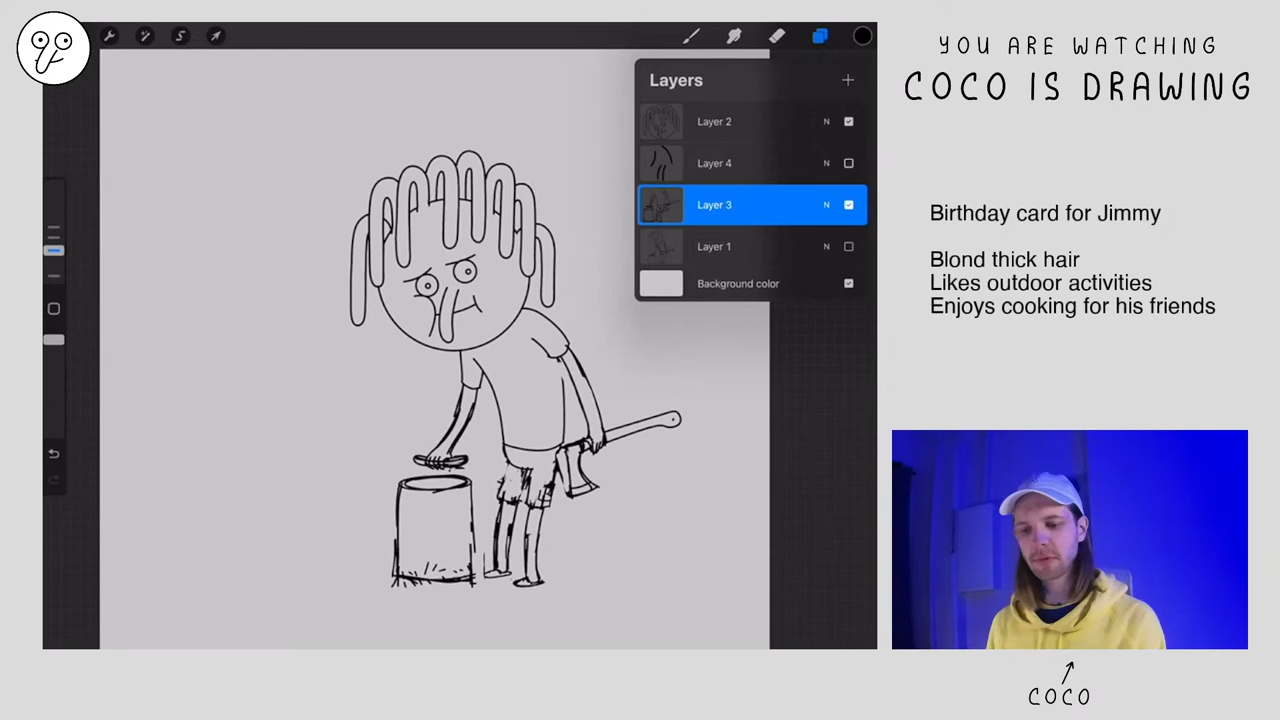 YOU ARE WATCHING
COCO IS DRAWING
Layers
Layer 2 N
Layer 4 N
Layer 3 N
Layer 1 N
Background color
Birthday card for Jimmy
Blond thick hair
Likes outdoor activities
Enjoys cooking for his friends
COCO